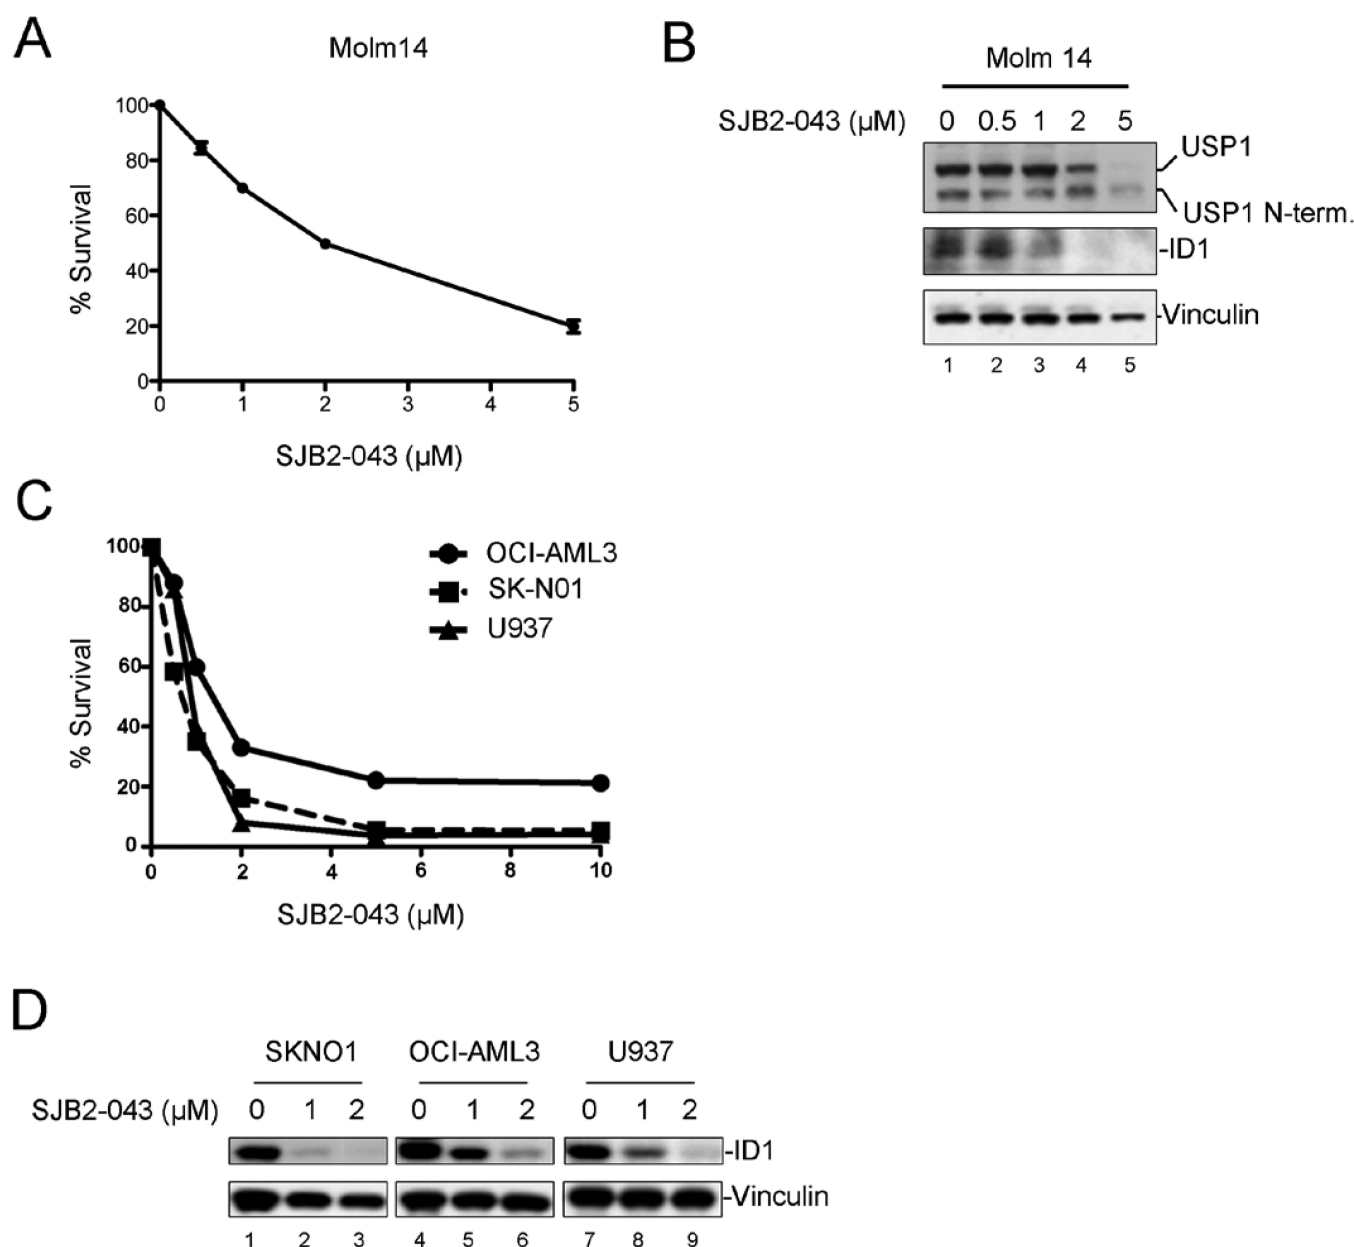 A
Molm14
100
80
60
40
20
0
% Survival
0 1 2 3 4 5
SJB2-043 (µM)
B
Molm 14
SJB2-043 (µM) 0 0.5 1 2 5
USP1
USP1 N-term.
-ID1
-Vinculin
1 2 3 4 5
C
100
80
60
40
20
0
% Survival
OCI-AML3
SK-N01
U937
0 2 4 6 8 10
SJB2-043 (µM)
D
SKNO1 OCI-AML3 U937
SJB2-043 (µM) 0 1 2 0 1 2 0 1 2
-ID1
-Vinculin
1 2 3 4 5 6 7 8 9